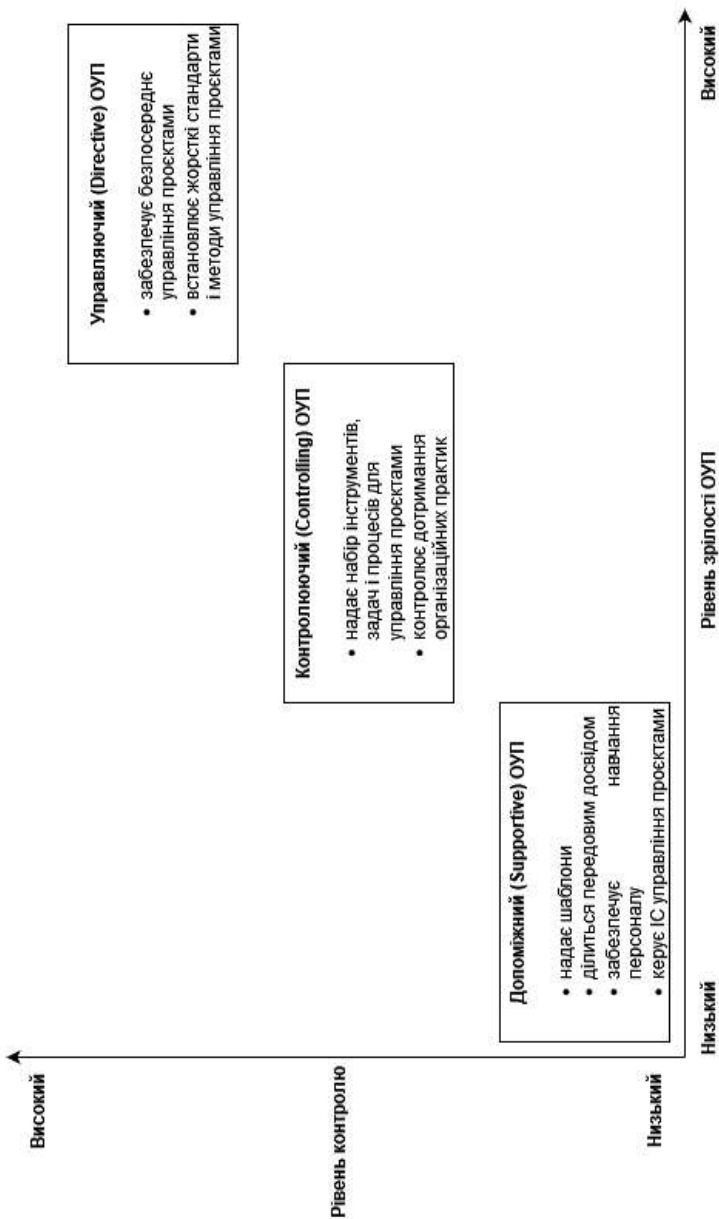 Високий
Рівень контролю
Низький
Управляючий (Directive) ОУП
• забезпечує безпосереднє
управління проєктами
• встановлює жорсткі стандарти
і методи управління проєктами
Контролюючий (Controlling) ОУП
• надає набір інструментів,
задач і процесів для
управління проєктами
• контролює дотримання
організаційних практик
Допоміжний (Supportive) ОУП
• надає шаблони
• ділиться передовим досвідом
• забезпечує навчання
персоналу
• керує ІС управління проєктами
Низький
Рівень зрілості ОУП
Високий